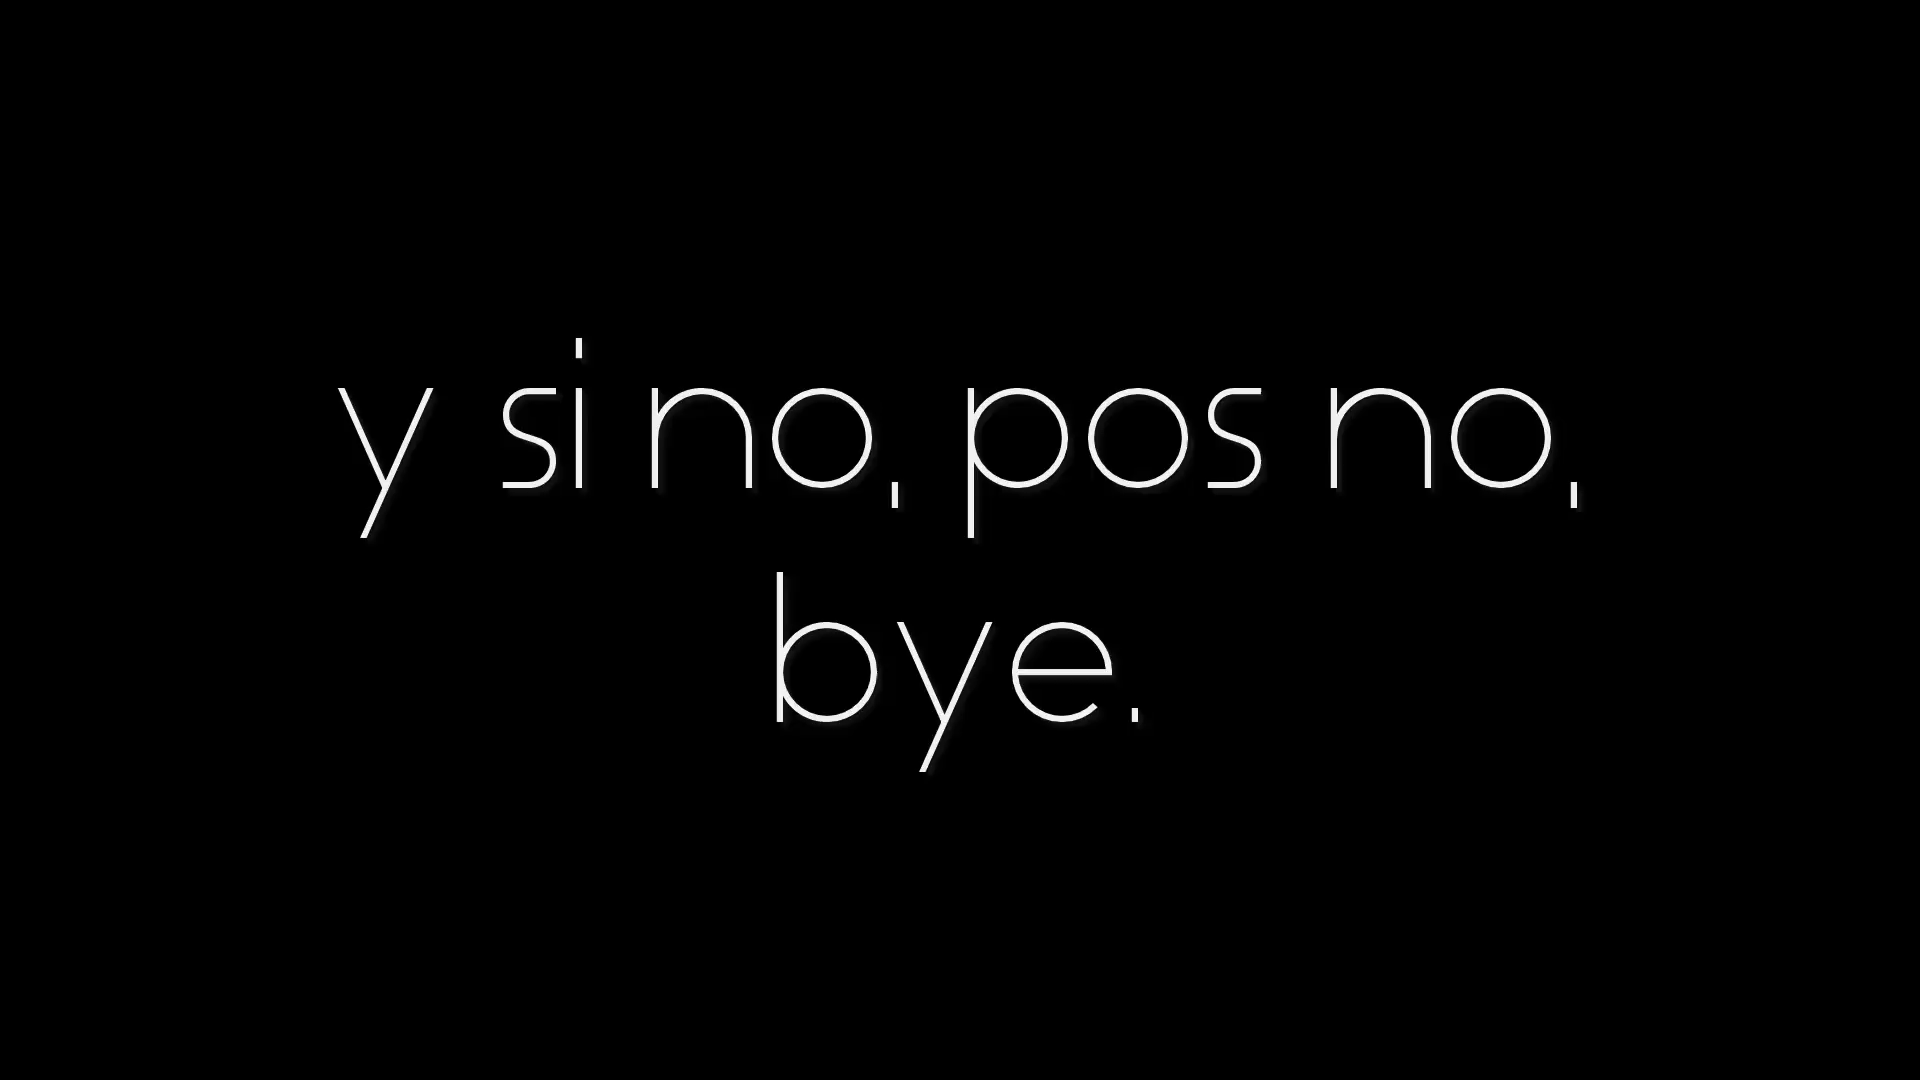 y si no, pos no,
bye.